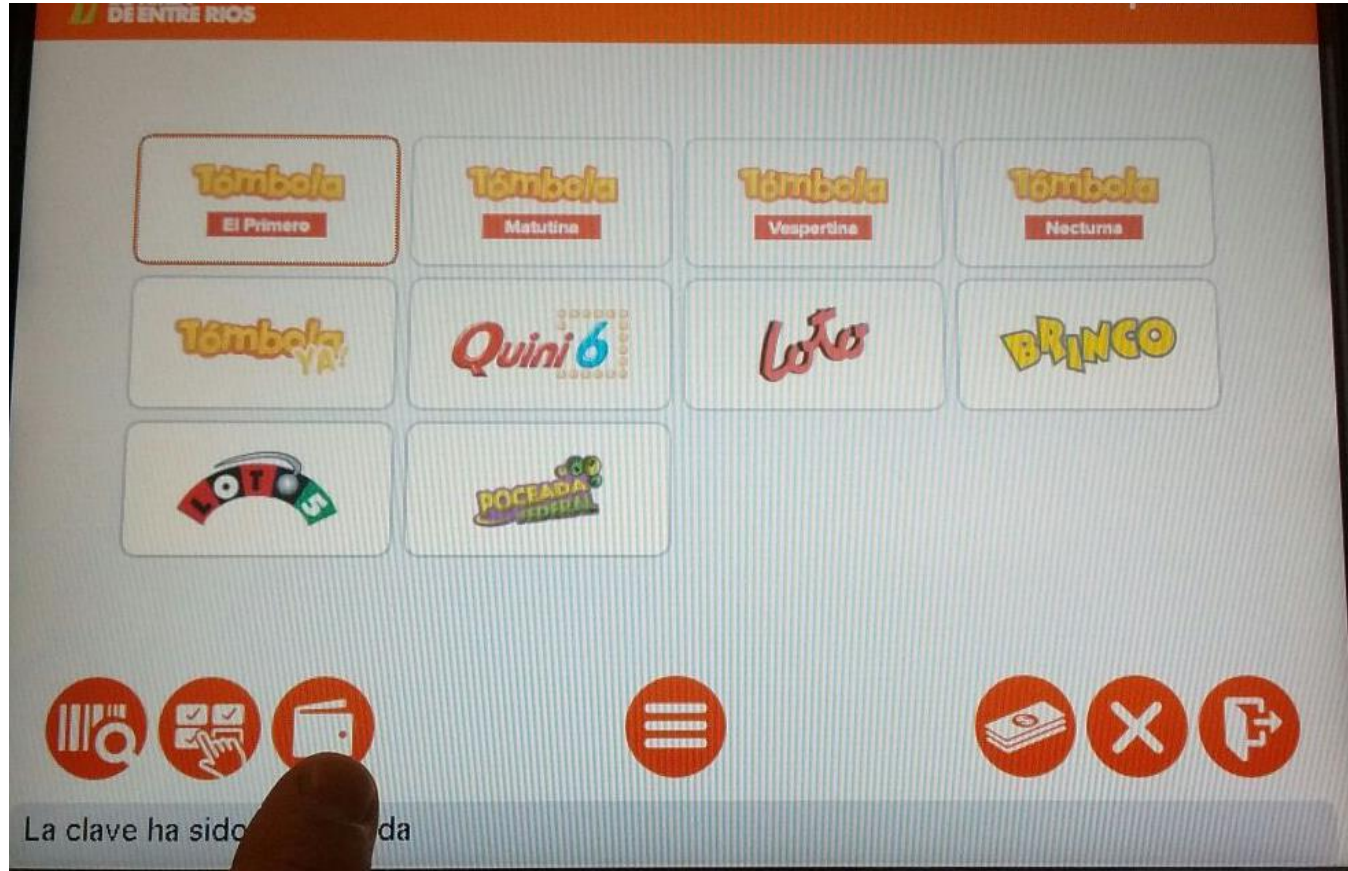 DE ENTRE RIOS
Tómbola
El Primero
Tómbola
Matutina
Tómbola
Vespertina
Tómbola
Nocturna
Tómbola
YA!
Quini 6
Loto
BRINCO
LOTO 5
POCEADA
FEDERAL
La clave ha sido da